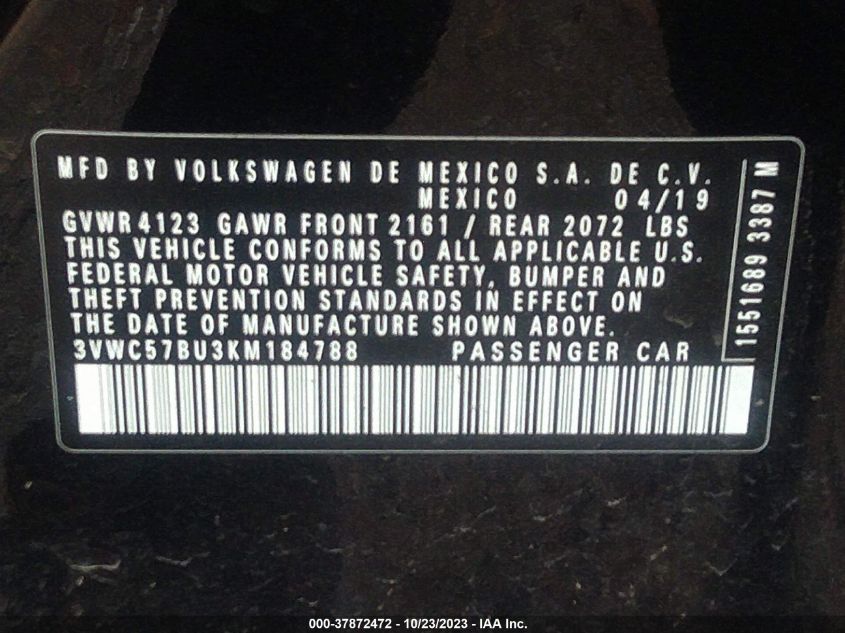 MFD BY VOLKSWAGEN DE MEXICO S.A. DE C.V.
MEXICO 04/19
GVWR 4123 GAWR FRONT 2161 / REAR 2072 LBS
THIS VEHICLE CONFORMS TO ALL APPLICABLE U.S.
FEDERAL MOTOR VEHICLE SAFETY, BUMPER AND
THEFT PREVENTION STANDARDS IN EFFECT ON
THE DATE OF MANUFACTURE SHOWN ABOVE.
3VWC57BU3KM184788 PASSENGER CAR
1551689 3387 M
000-37872472 - 10/23/2023 - IAA Inc.